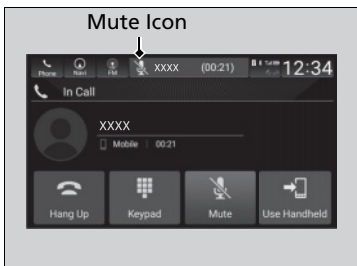 Mute Icon
Phone Navi FM XXXX (00:21) 12:34
In Call
XXXX
Mobile 00:21
Hang Up Keypad Mute Use Handheld